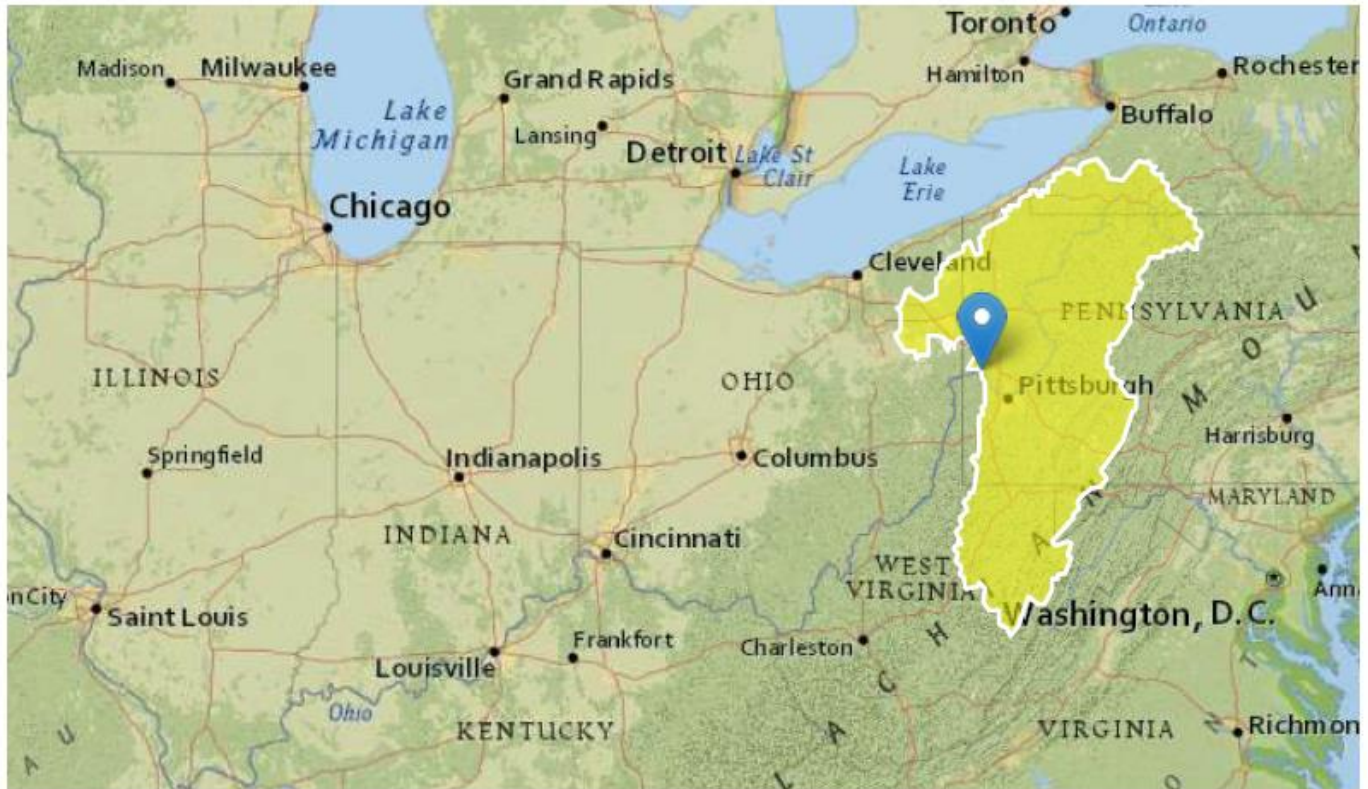 Toronto
Ontario
Madison
Milwaukee
Grand Rapids
Hamilton
Rochester
Lake
Michigan
Lansing
Buffalo
Detroit
Lake St
Clair
Lake
Erie
Chicago
Cleveland
PENNSYLVANIA
ILLINOIS
OHIO
Pittsburgh
M O U
Harrisburg
Springfield
Indianapolis
Columbus
MARYLAND
INDIANA
Cincinnati
WEST
VIRGINIA
n City
Saint Louis
Washington, D.C.
Ann
Frankfort
Charleston
Louisville
Ohio
KENTUCKY
VIRGINIA
Richmon
A U
L A C H A N
T
N
O